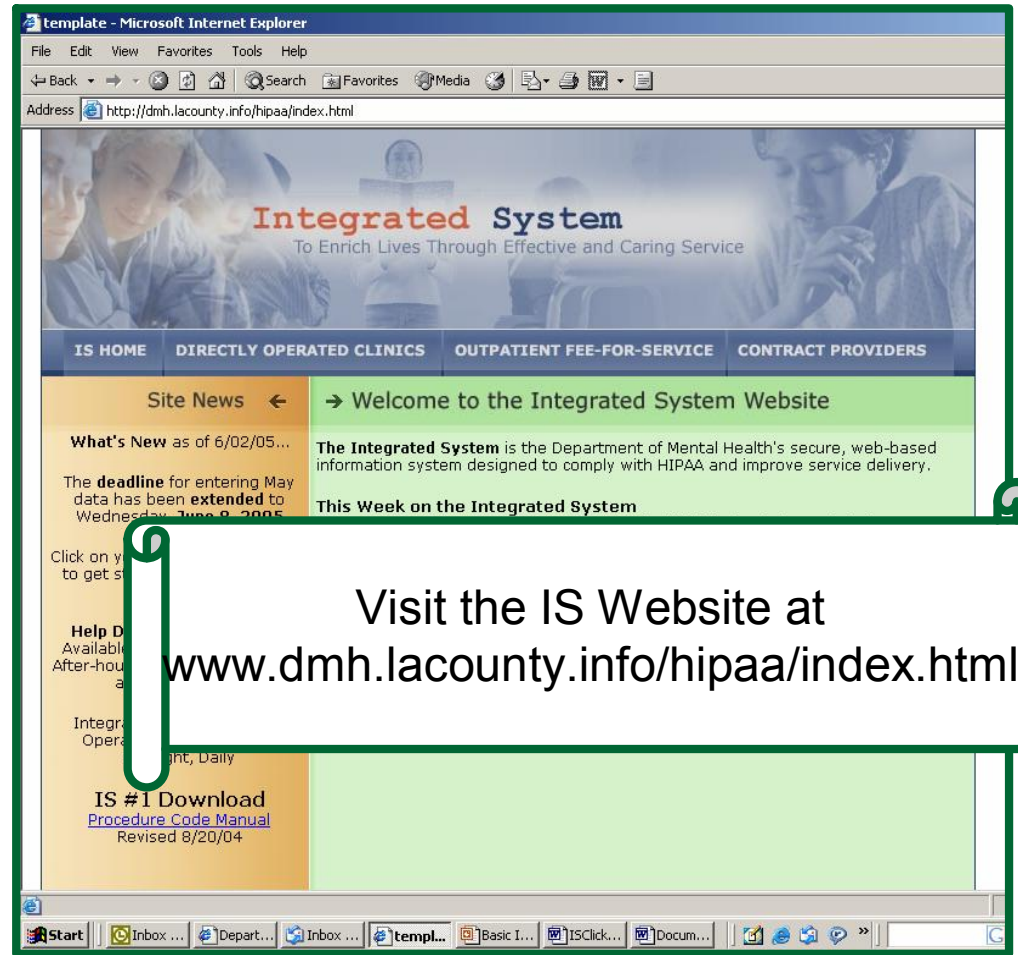 template - Microsoft Internet Explorer
File Edit View Favorites Tools Help
Back Search Favorites Media
Address http://dmh.lacounty.info/hipaa/index.html
Integrated System
To Enrich Lives Through Effective and Caring Service
IS HOME DIRECTLY OPERATED CLINICS OUTPATIENT FEE-FOR-SERVICE CONTRACT PROVIDERS
Site News
What's New as of 6/02/05...
The deadline for entering May
data has been extended to
Wednesday, June 8, 2005
Click on y
to get s
Help D
Availabl
After-hou
a
Integr
Opera
ght, Daily
IS #1 Download
Procedure Code Manual
Revised 8/20/04
Welcome to the Integrated System Website
The Integrated System is the Department of Mental Health's secure, web-based
information system designed to comply with HIPAA and improve service delivery.
This Week on the Integrated System
Visit the IS Website at
www.dmh.lacounty.info/hipaa/index.html
Start Inbox ... Depart... Inbox ... templ... Basic I... ISClick... Docum... » G